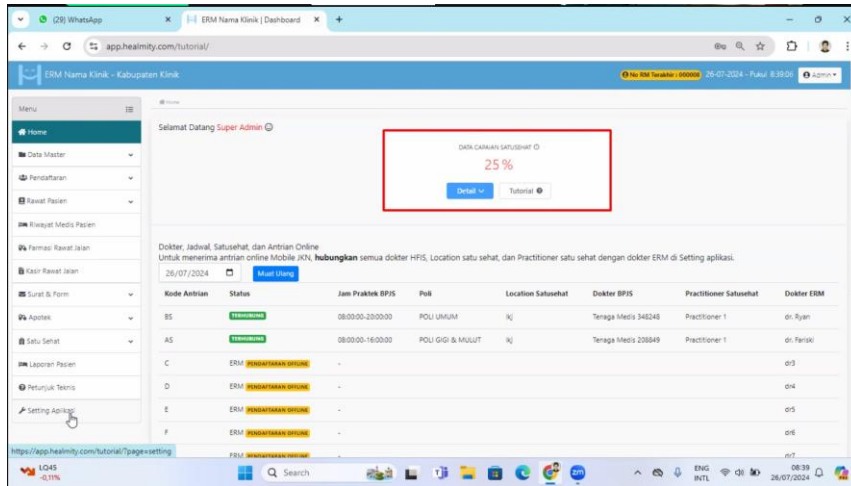 (29) WhatsApp
ERM Nama Klinik | Dashboard
app.healmity.com/tutorial/
ERM Nama Klinik - Kabupaten Klinik
No RM Terakhir : 000006 26-07-2024 - Pukul 8:39:06 Admin
Menu
Home
Home
Selamat Datang Super Admin
DATA CAPAIAN SATUSEHAT
25 %
Detail
Tutorial
Data Master
Pendaftaran
Rawat Pasien
Riwayat Medis Pasien
Farmasi Rawat Jalan
Kasir Rawat Jalan
Surat & Form
Apotek
Satu Sehat
Laporan Pasien
Petunjuk Teknis
Setting Aplikasi
Dokter, Jadwal, Satusehat, dan Antrian Online
Untuk menerima antrian online Mobile JKN, hubungkan semua dokter HFIS, Location satu sehat, dan Practitioner satu sehat dengan dokter ERM di Setting aplikasi.
26/07/2024 Muat Ulang
Kode Antrian Status Jam Praktek BPJS Poli Location Satusehat Dokter BPJS Practitioner Satusehat Dokter ERM
BS TERHUBUNG 08:00:00-20:00:00 POLI UMUM lkj Tenaga Medis 348248 Practitioner 1 dr. Ryan
AS TERHUBUNG 08:00:00-16:00:00 POLI GIGI & MULUT lkj Tenaga Medis 208849 Practitioner 1 dr. Fariski
C ERM PENDAFTARAN OFFLINE - dr3
D ERM PENDAFTARAN OFFLINE - dr4
E ERM PENDAFTARAN OFFLINE - dr5
F ERM PENDAFTARAN OFFLINE - dr6
ERM PENDAFTARAN OFFLINE dr7
https://app.healmity.com/tutorial/?page=setting
LQ45
-0,11%
Search
ENG
INTL
08:39
26/07/2024